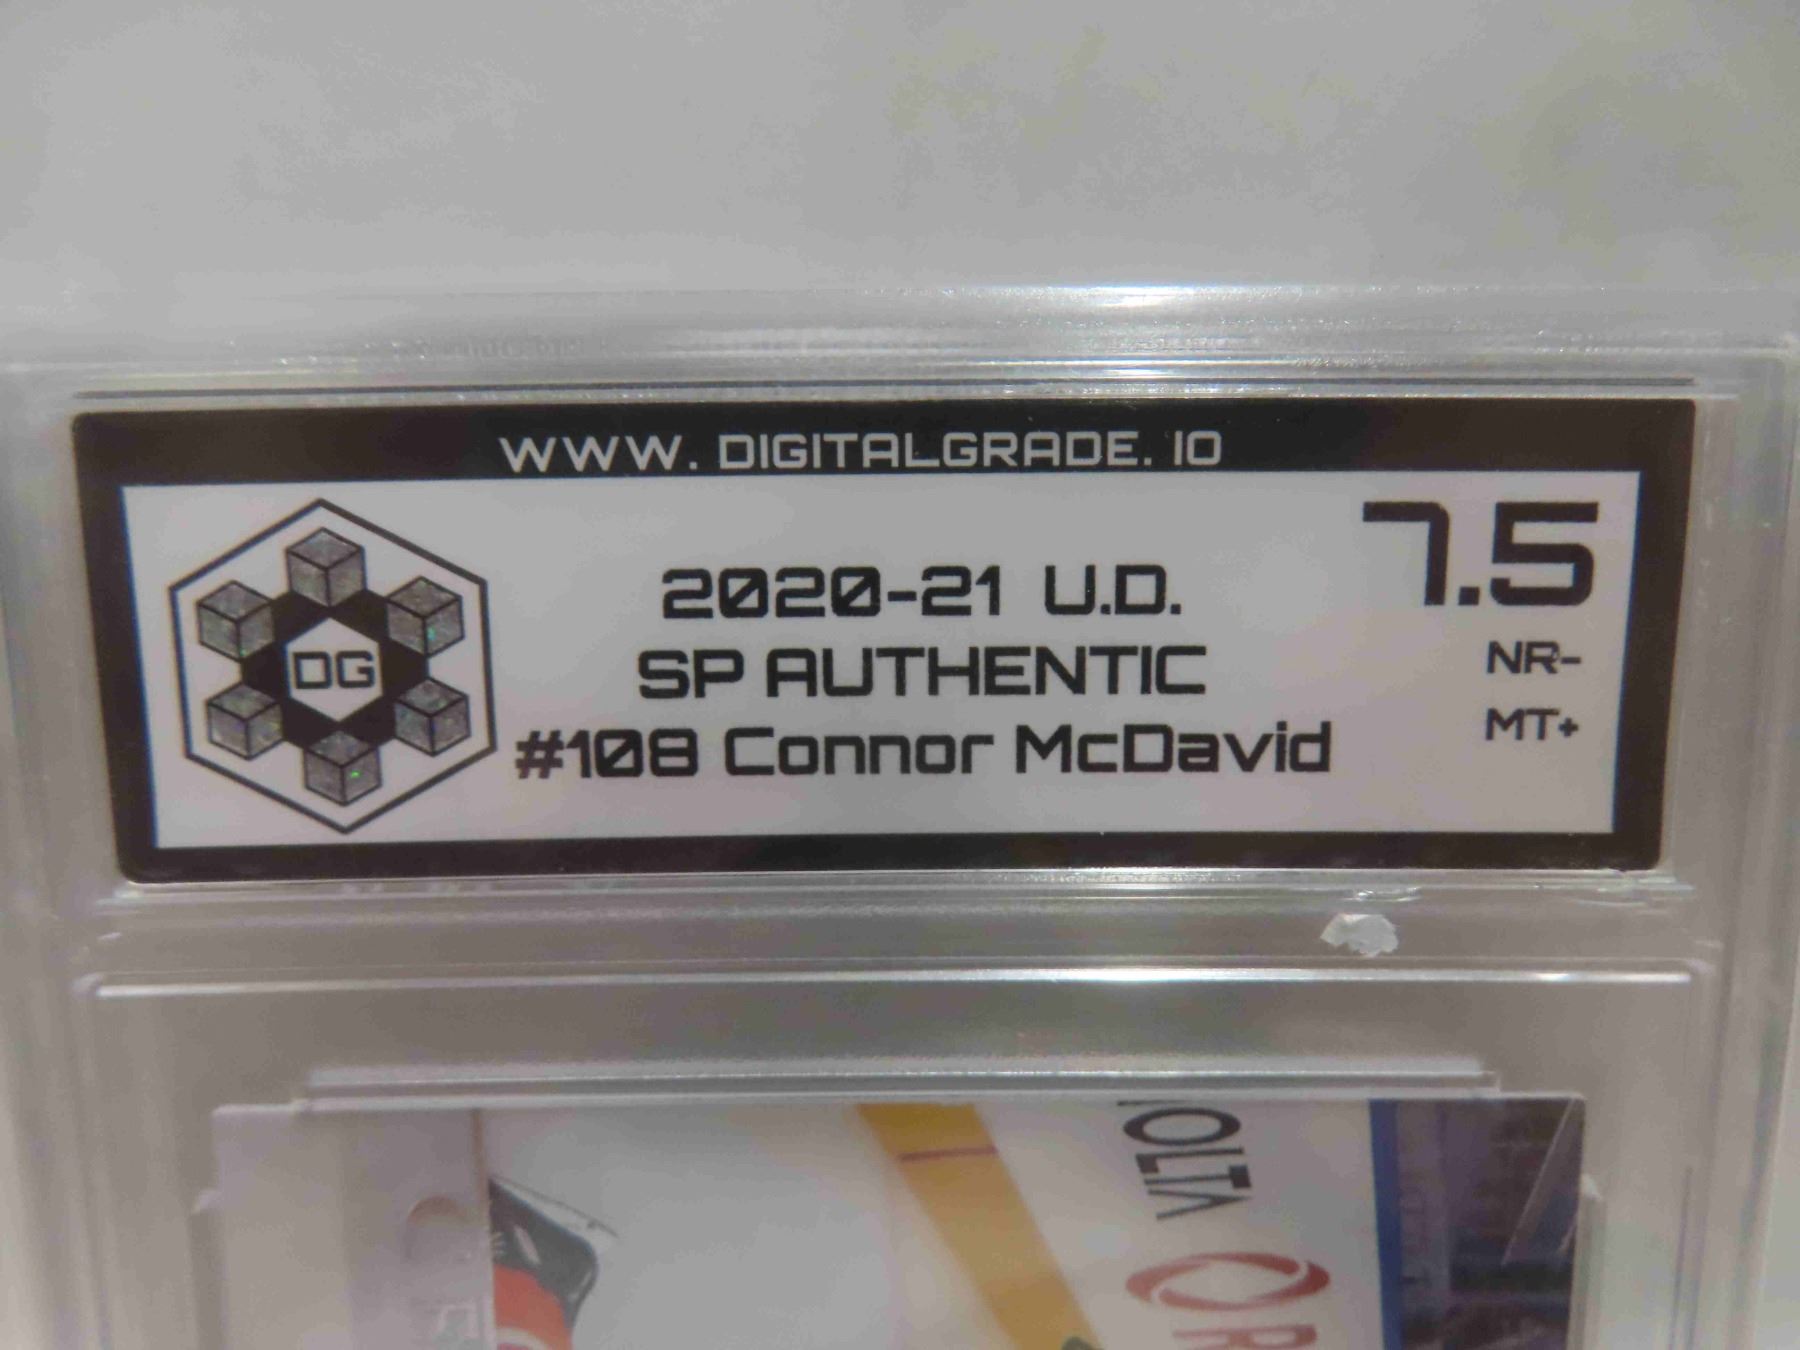 WWW. DIGITALGRADE. IO
DG
2020-21 U.D.
SP AUTHENTIC
#108 Connor McDavid
7.5
NR-
MT+